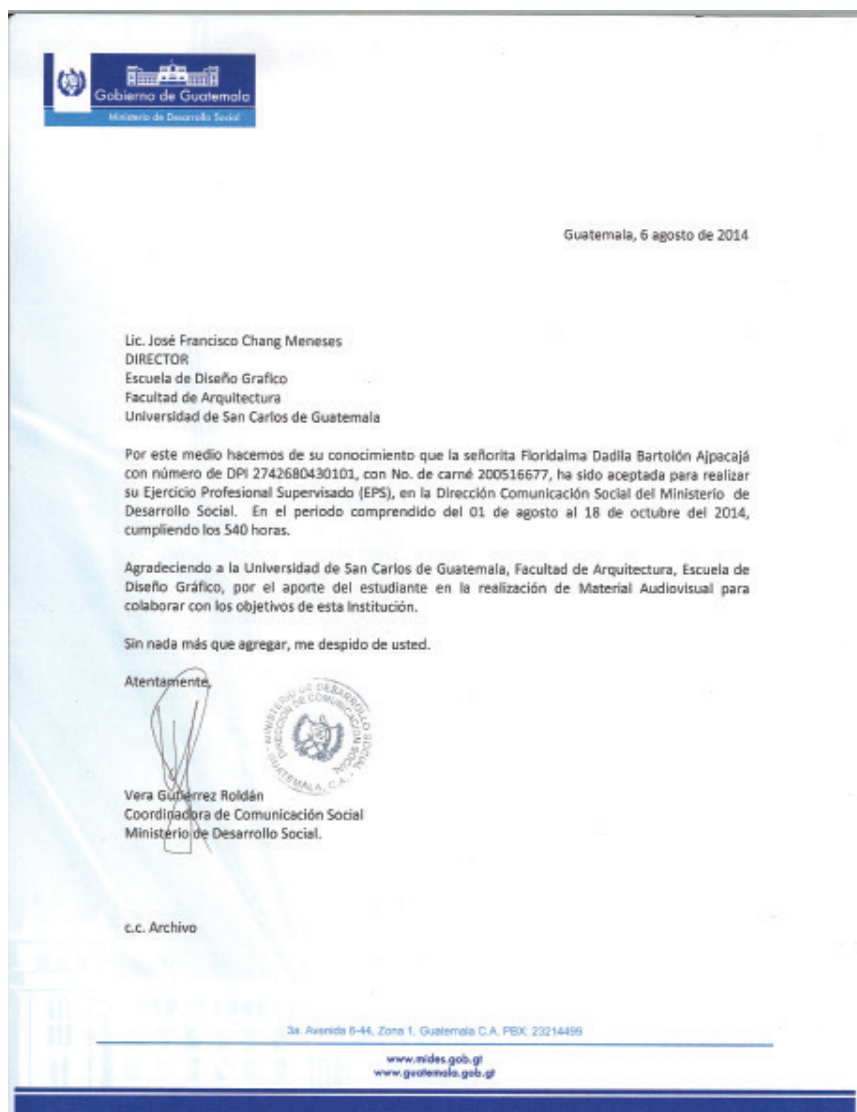 Gobierno de Guatemala
Ministerio de Desarrollo Social
Guatemala, 6 agosto de 2014
Lic. José Francisco Chang Meneses
DIRECTOR
Escuela de Diseño Grafico
Facultad de Arquitectura
Universidad de San Carlos de Guatemala
Por este medio hacemos de su conocimiento que la señorita Floridalma Dadila Bartolón Ajpacajá
con número de DPI 2742680430101, con No. de carné 200516677, ha sido aceptada para realizar
su Ejercicio Profesional Supervisado (EPS), en la Dirección Comunicación Social del Ministerio de
Desarrollo Social. En el periodo comprendido del 01 de agosto al 18 de octubre del 2014,
cumpliendo los 540 horas.
Agradeciendo a la Universidad de San Carlos de Guatemala, Facultad de Arquitectura, Escuela de
Diseño Gráfico, por el aporte del estudiante en la realización de Material Audiovisual para
colaborar con los objetivos de esta Institución.
Sin nada más que agregar, me despido de usted.
Atentamente,
MINISTERIO DE DESARROLLO SOCIAL
DIRECCIÓN DE COMUNICACIÓN SOCIAL
GUATEMALA, C.A.
Vera Gutiérrez Roldán
Coordinadora de Comunicación Social
Ministerio de Desarrollo Social.
c.c. Archivo
3a. Avenida 6-44, Zona 1, Guatemala C.A. PBX: 23214499
www.mides.gob.gt
www.guatemala.gob.gt